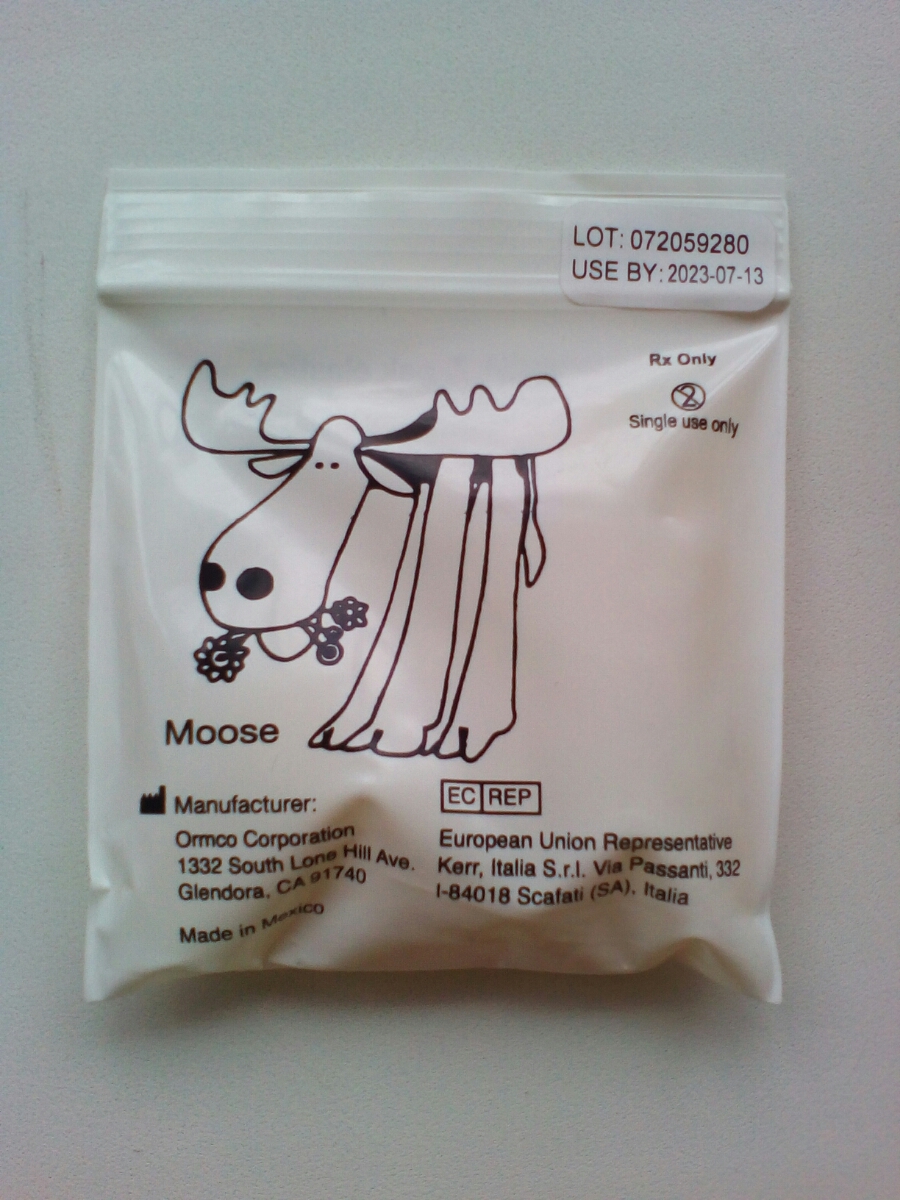 LOT: 072059280
USE BY: 2023-07-13
Rx Only
2
Single use only
Moose
Manufacturer:
Ormco Corporation
1332 South Lone Hill Ave.
Glendora, CA 91740
Made in Mexico
EC REP
European Union Representative
Kerr, Italia S.r.l. Via Passanti, 332
I-84018 Scafati (SA), Italia